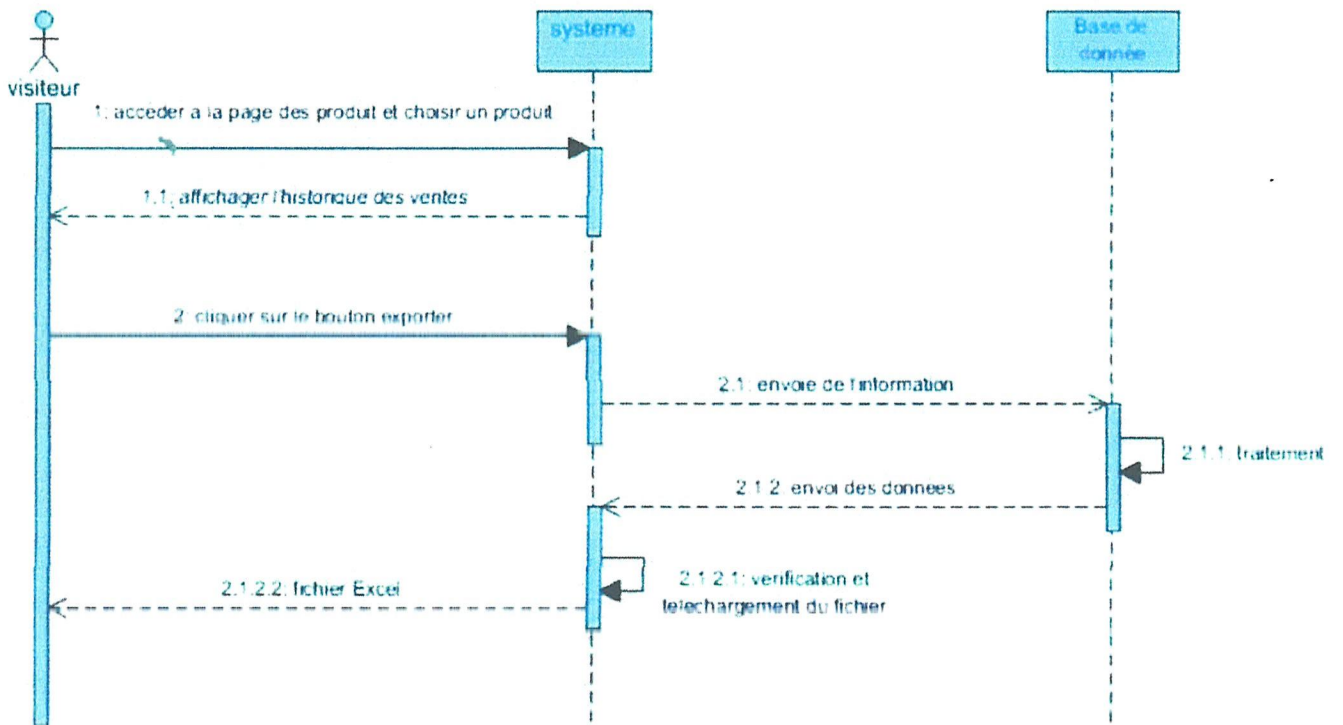 systeme
Base de
donnée
visiteur
1: accéder a la page des produit et choisir un produit
1.1: affichager l'historique des ventes
2: cliquer sur le bouton exporter
2.1: envoie de l'information
2.1.1: traitement
2.1.2: envoi des donnees
2.1.2.1: verification et
telechargement du fichier
2.1.2.2: fichier Excel